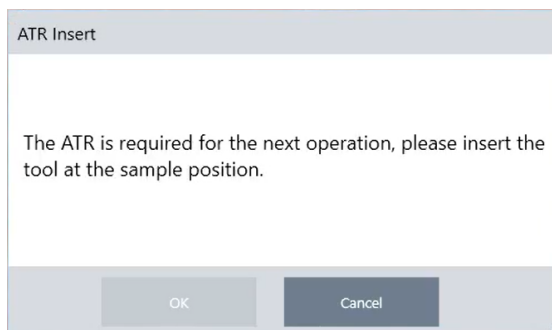 ATR Insert
The ATR is required for the next operation, please insert the
tool at the sample position.
OK
Cancel